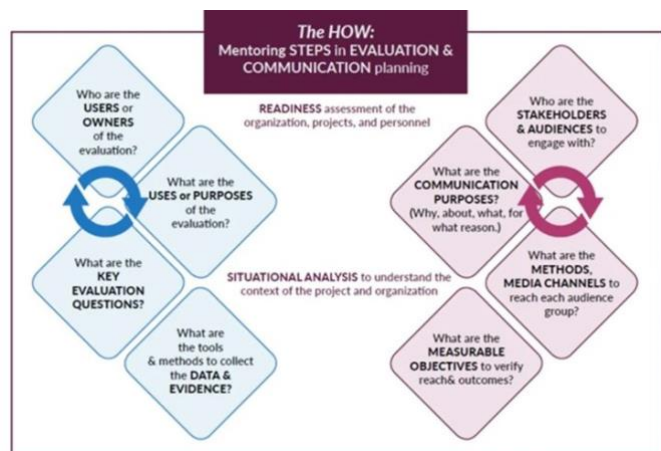 The HOW:
Mentoring STEPS in EVALUATION &
COMMUNICATION planning
READINESS assessment of the
organization, projects, and personnel
Who are the
USERS or
OWNERS
of the
evaluation?
What are the
USES or PURPOSES
of the
evaluation?
What are the
KEY
EVALUATION
QUESTIONS?
What are
the tools
& methods to collect
the DATA &
EVIDENCE?
SITUATIONAL ANALYSIS to understand the
context of the project and organization
Who are the
STAKEHOLDERS
& AUDIENCES to
engage with?
What are the
COMMUNICATION
PURPOSES?
(Why, about, what, for
what reason.)
What are the
METHODS,
MEDIA CHANNELS to
reach each audience
group?
What are the
MEASURABLE
OBJECTIVES to verify
reach& outcomes?